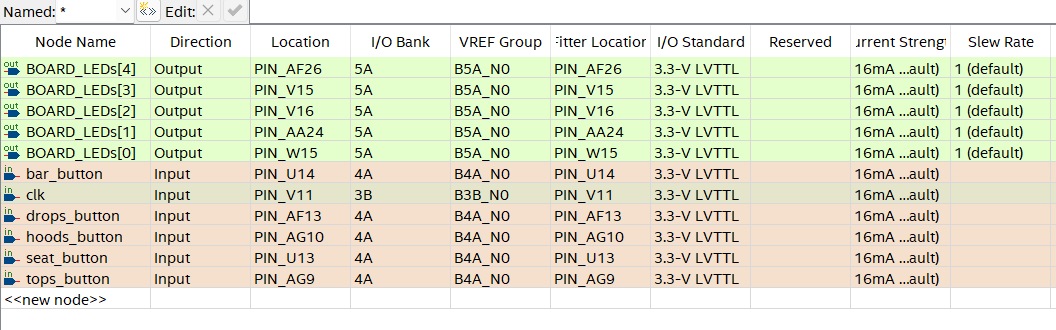 Named: * Edit:
Node Name Direction Location I/O Bank VREF Group Fitter Location I/O Standard Reserved urrent Strengt Slew Rate
out BOARD_LEDs[4] Output PIN_AF26 5A B5A_N0 PIN_AF26 3.3-V LVTTL 16mA ...ault) 1 (default)
out BOARD_LEDs[3] Output PIN_V15 5A B5A_N0 PIN_V15 3.3-V LVTTL 16mA ...ault) 1 (default)
out BOARD_LEDs[2] Output PIN_V16 5A B5A_N0 PIN_V16 3.3-V LVTTL 16mA ...ault) 1 (default)
out BOARD_LEDs[1] Output PIN_AA24 5A B5A_N0 PIN_AA24 3.3-V LVTTL 16mA ...ault) 1 (default)
out BOARD_LEDs[0] Output PIN_W15 5A B5A_N0 PIN_W15 3.3-V LVTTL 16mA ...ault) 1 (default)
in bar_button Input PIN_U14 4A B4A_N0 PIN_U14 3.3-V LVTTL 16mA ...ault)
in clk Input PIN_V11 3B B3B_N0 PIN_V11 3.3-V LVTTL 16mA ...ault)
in drops_button Input PIN_AF13 4A B4A_N0 PIN_AF13 3.3-V LVTTL 16mA ...ault)
in hoods_button Input PIN_AG10 4A B4A_N0 PIN_AG10 3.3-V LVTTL 16mA ...ault)
in seat_button Input PIN_U13 4A B4A_N0 PIN_U13 3.3-V LVTTL 16mA ...ault)
in tops_button Input PIN_AG9 4A B4A_N0 PIN_AG9 3.3-V LVTTL 16mA ...ault)
<<new node>>